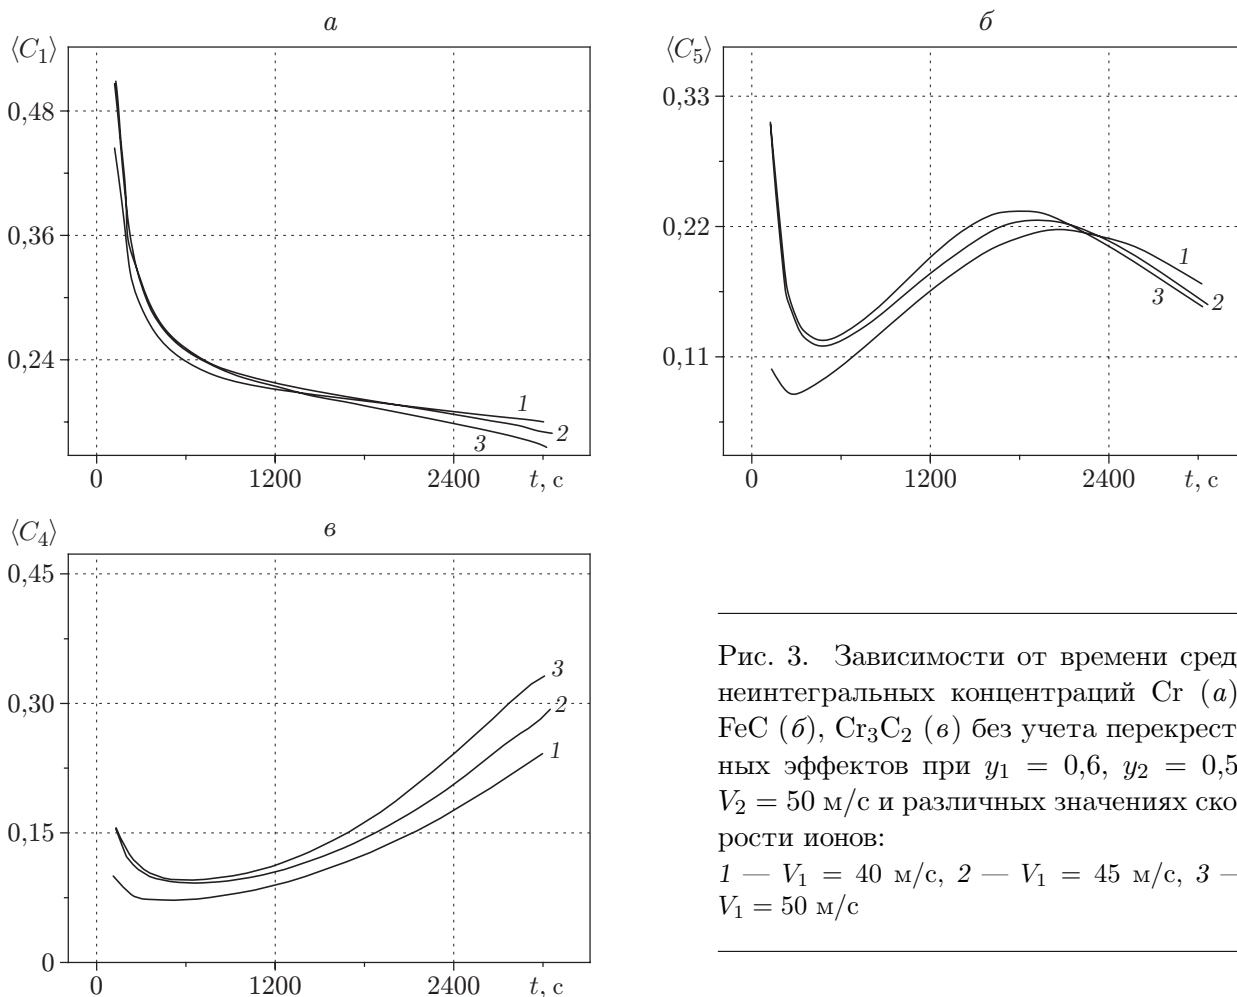 а
⟨C₁⟩
0,48
0,36
0,24
1
2
3
0 1200 2400 t, с
б
⟨C₅⟩
0,33
0,22
0,11
1
2
3
0 1200 2400 t, с
в
⟨C₄⟩
0,45
0,30
0,15
0
3
2
1
0 1200 2400 t, с
Рис. 3. Зависимости от времени сред
неинтегральных концентраций Cr (а)
FeC (б), Cr₃C₂ (в) без учета перекрест
ных эффектов при y₁ = 0,6, y₂ = 0,5
V₂ = 50 м/с и различных значениях ско
рости ионов:
1 — V₁ = 40 м/с, 2 — V₁ = 45 м/с, 3 —
V₁ = 50 м/с